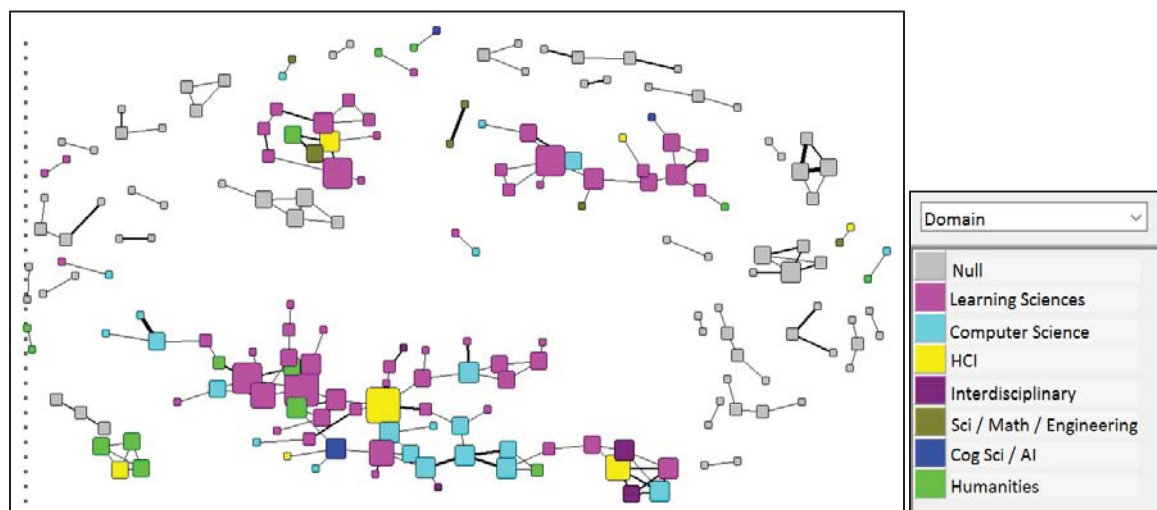 Domain
Null
Learning Sciences
Computer Science
HCI
Interdisciplinary
Sci / Math / Engineering
Cog Sci / AI
Humanities